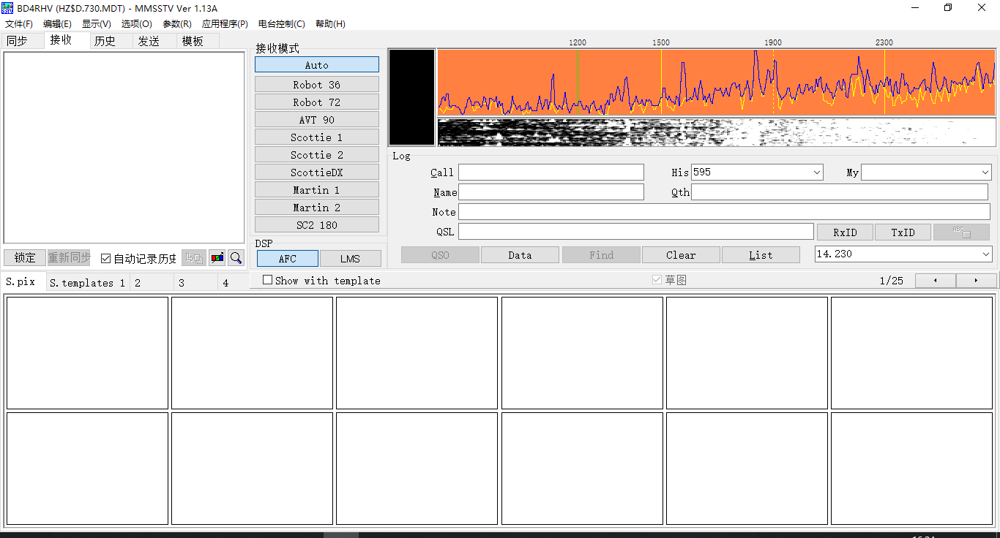 BD4RHV (HZ$D.730.MDT) - MMSSTV Ver 1.13A
文件(F) 编辑(E) 显示(V) 选项(O) 参数(R) 应用程序(P) 电台控制(C) 帮助(H)
同步 接收 历史 发送 模板
接收模式
Auto
Robot 36
Robot 72
AVT 90
Scottie 1
Scottie 2
ScottieDX
Martin 1
Martin 2
SC2 180
DSP
AFC LMS
1200 1500 1900 2300
Log
Call His 595 My
Name Qth
Note
QSL RxID TxID ABC
QSO Data Find Clear List 14.230
锁定 重新同步 自动记录历史
S.pix S.templates 1 2 3 4
Show with template 草图 1/25